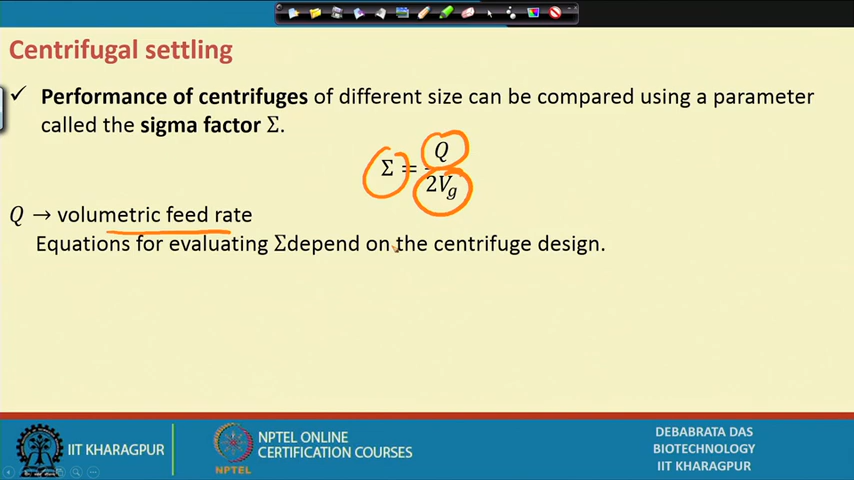 Centrifugal settling
✓ Performance of centrifuges of different size can be compared using a parameter
called the sigma factor Σ.
Σ = Q / 2V_g
Q → volumetric feed rate
Equations for evaluating Σdepend on the centrifuge design.
IIT KHARAGPUR
NPTEL
NPTEL ONLINE
CERTIFICATION COURSES
DEBABRATA DAS
BIOTECHNOLOGY
IIT KHARAGPUR